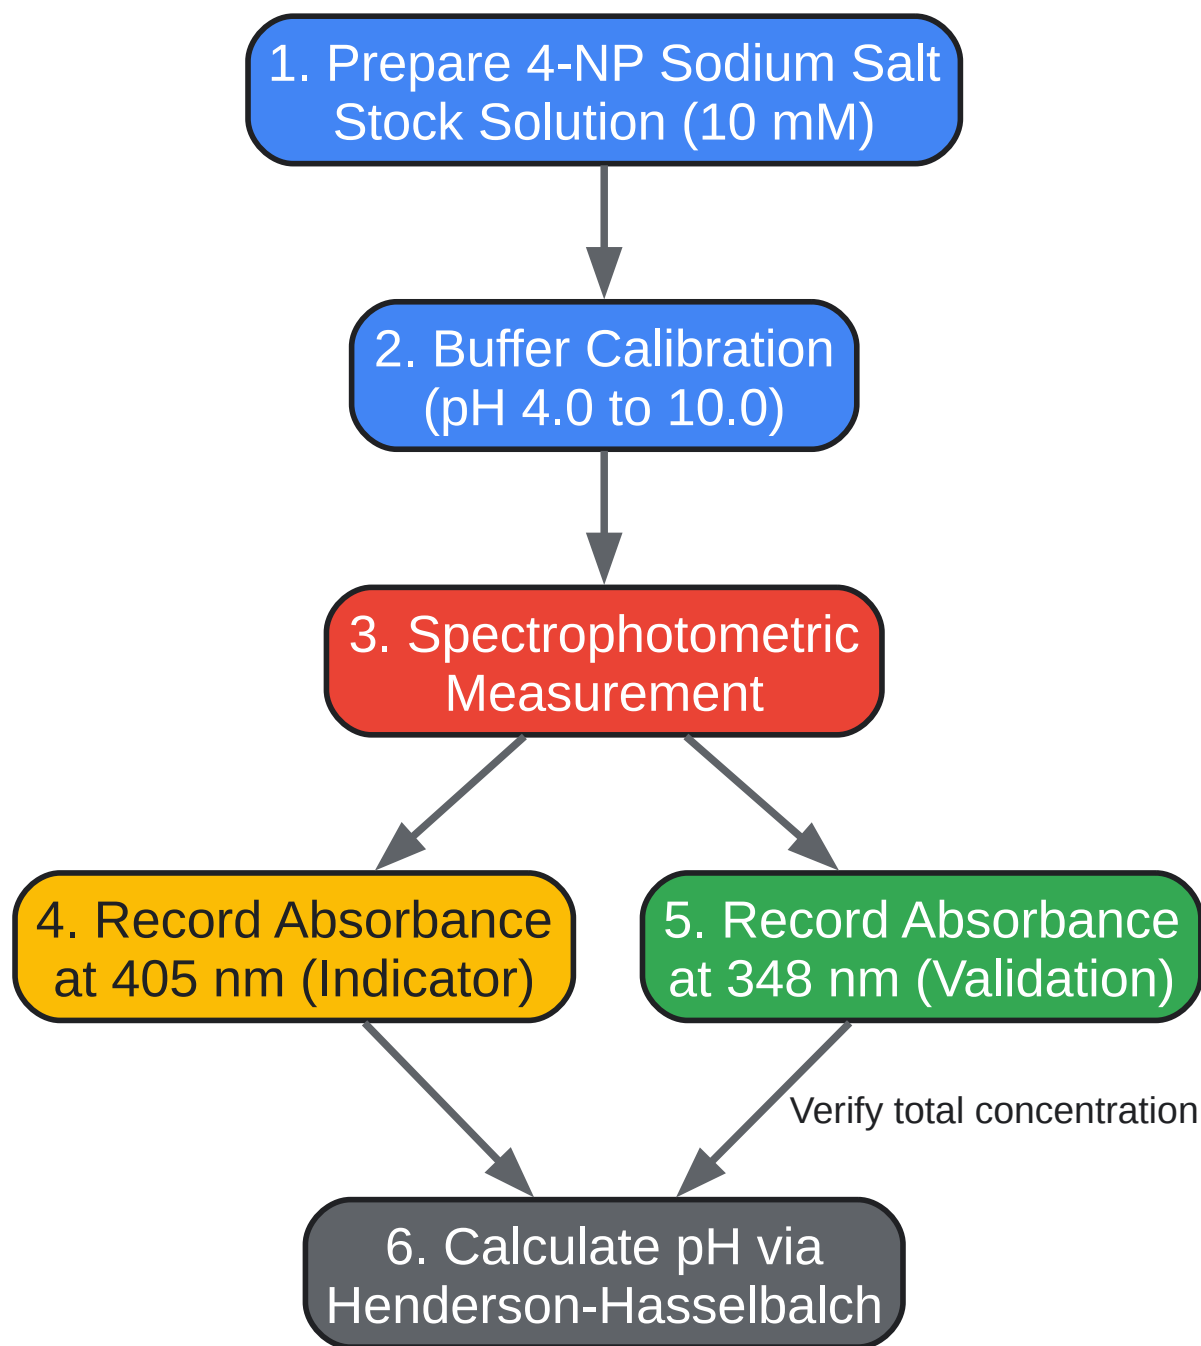 1. Prepare 4-NP Sodium Salt
Stock Solution (10 mM)
2. Buffer Calibration
(pH 4.0 to 10.0)
3. Spectrophotometric
Measurement
4. Record Absorbance
at 405 nm (Indicator)
5. Record Absorbance
at 348 nm (Validation)
Verify total concentration
6. Calculate pH via
Henderson-Hasselbalch